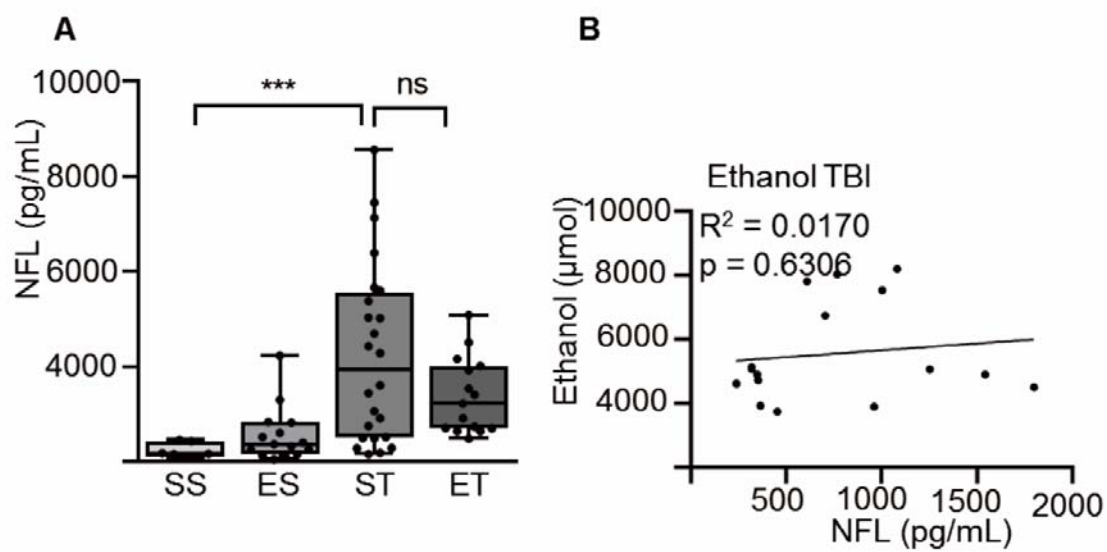 A
10000
8000
6000
4000
NFL (pg/mL)
***
ns
SS ES ST ET
B
Ethanol TBI
R² = 0.0170
p = 0.6306
10000
8000
6000
4000
Ethanol (µmol)
500 1000 1500 2000
NFL (pg/mL)